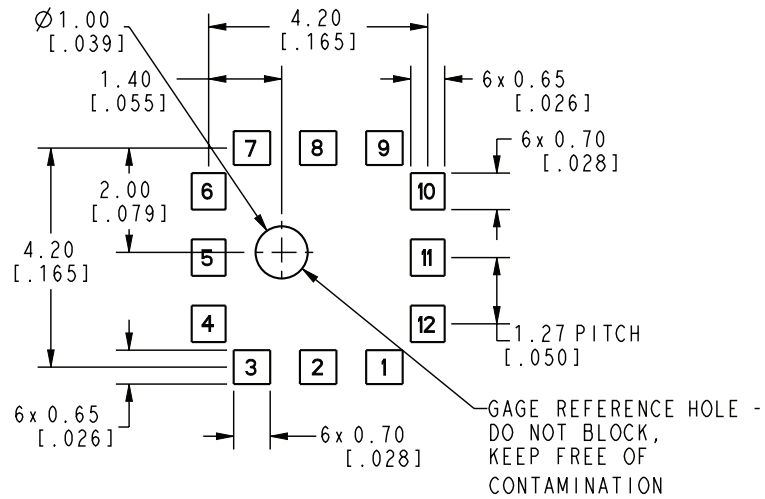 Ø1.00
[.039]
4.20
[.165]
1.40
[.055]
6x 0.65
[.026]
6x 0.70
[.028]
7
8
9
2.00
[.079]
6
10
4.20
[.165]
5
11
4
12
1.27 PITCH
[.050]
3
2
1
6x 0.65
[.026]
6x 0.70
[.028]
GAGE REFERENCE HOLE -
DO NOT BLOCK,
KEEP FREE OF
CONTAMINATION